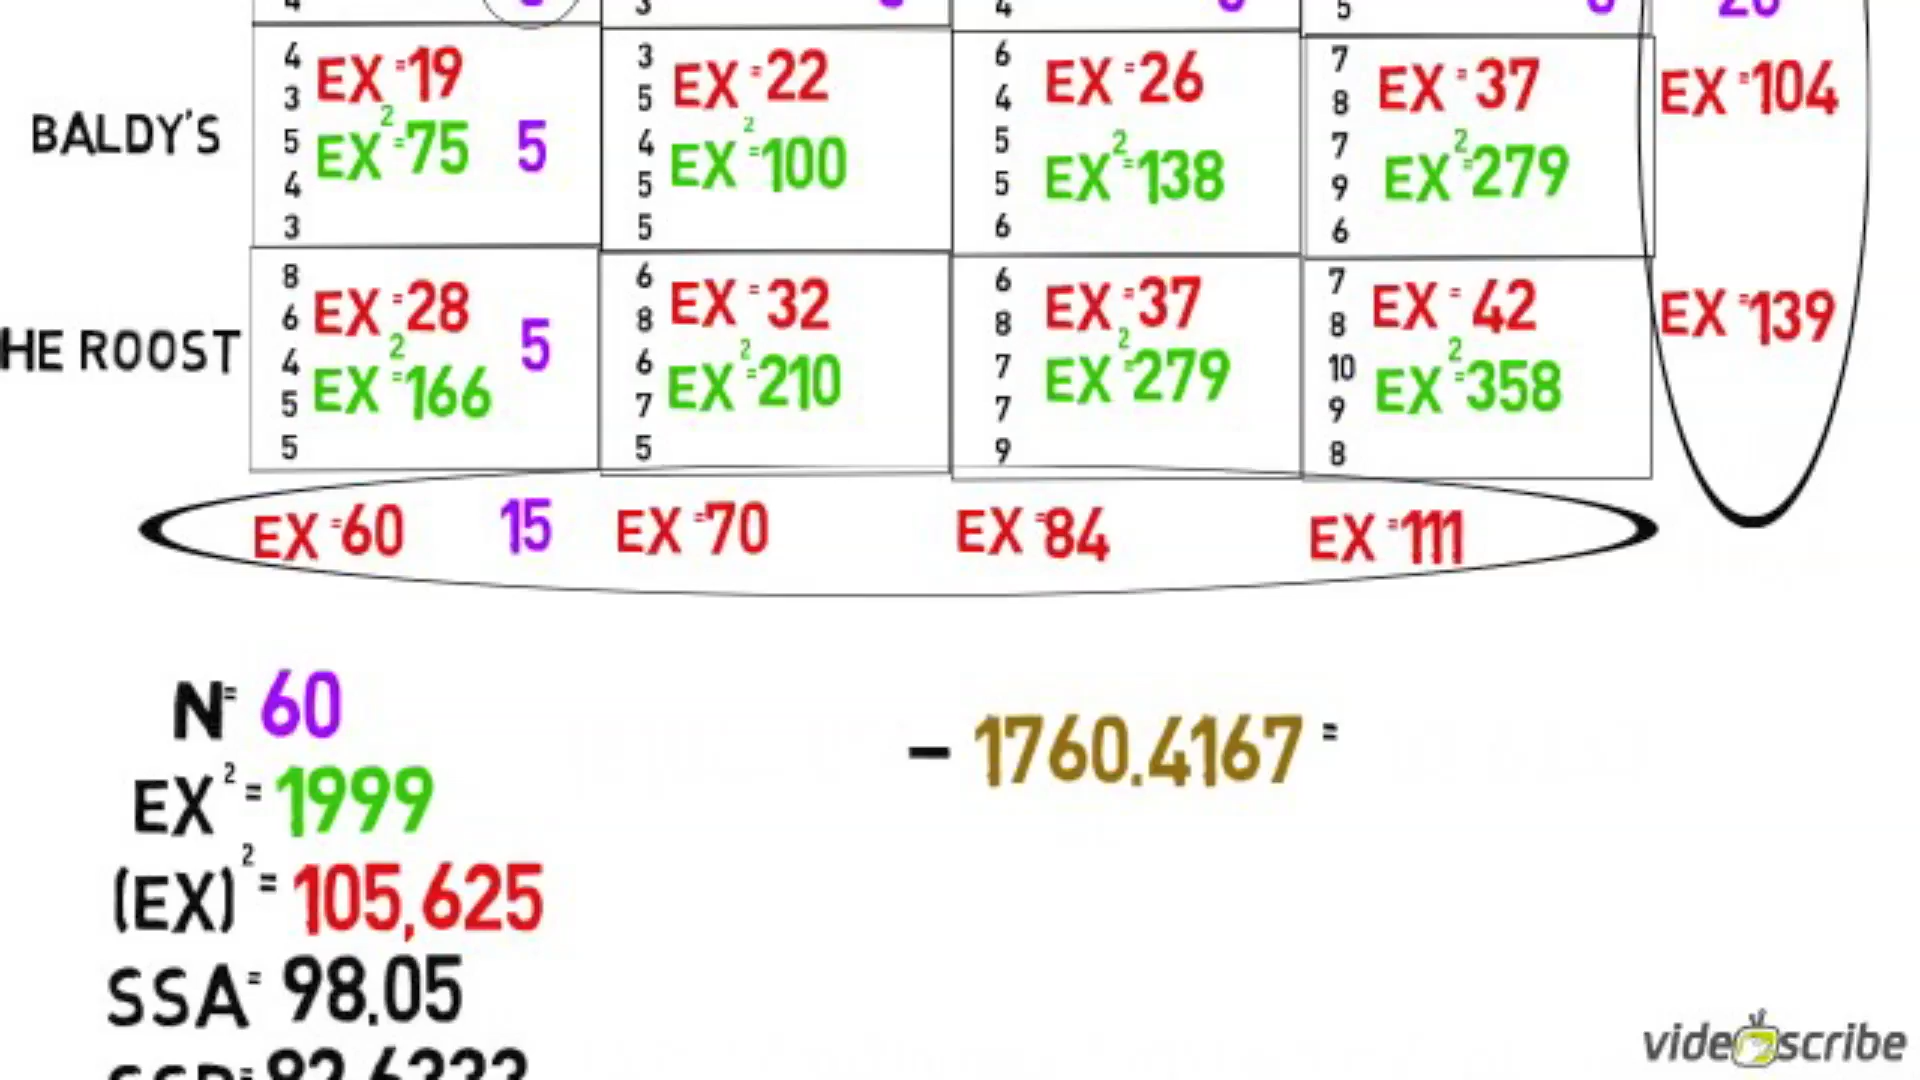 4 3 4 5 20
BALDY'S
4
3
5
4
3
EX=19
EX²=75
5
3
5
4
5
5
EX=22
EX²=100
6
4
5
5
6
EX=26
EX²=138
7
8
7
9
6
EX=37
EX²=279
EX=104
HE ROOST
8
6
4
5
5
EX=28
EX²=166
5
6
8
6
7
5
EX=32
EX²=210
6
8
7
7
9
EX=37
EX²=279
7
8
10
9
8
EX=42
EX²=358
EX=139
EX=60 15 EX=70 EX=84 EX=111
N=60
- 1760.4167 =
EX²=1999
(EX)²=105,625
SSA=98.05
videoscribe